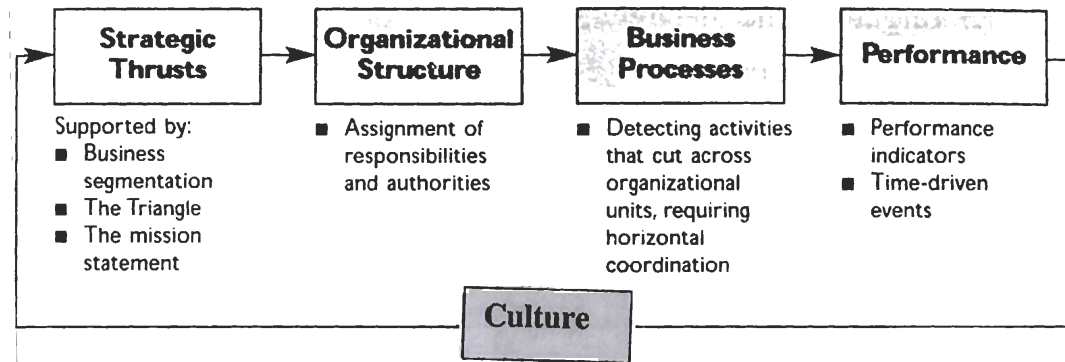 Strategic
Thrusts
Supported by:
■ Business
segmentation
■ The Triangle
■ The mission
statement
Organizational
Structure
■ Assignment of
responsibilities
and authorities
Business
Processes
■ Detecting activities
that cut across
organizational
units, requiring
horizontal
coordination
Performance
■ Performance
indicators
■ Time-driven
events
Culture